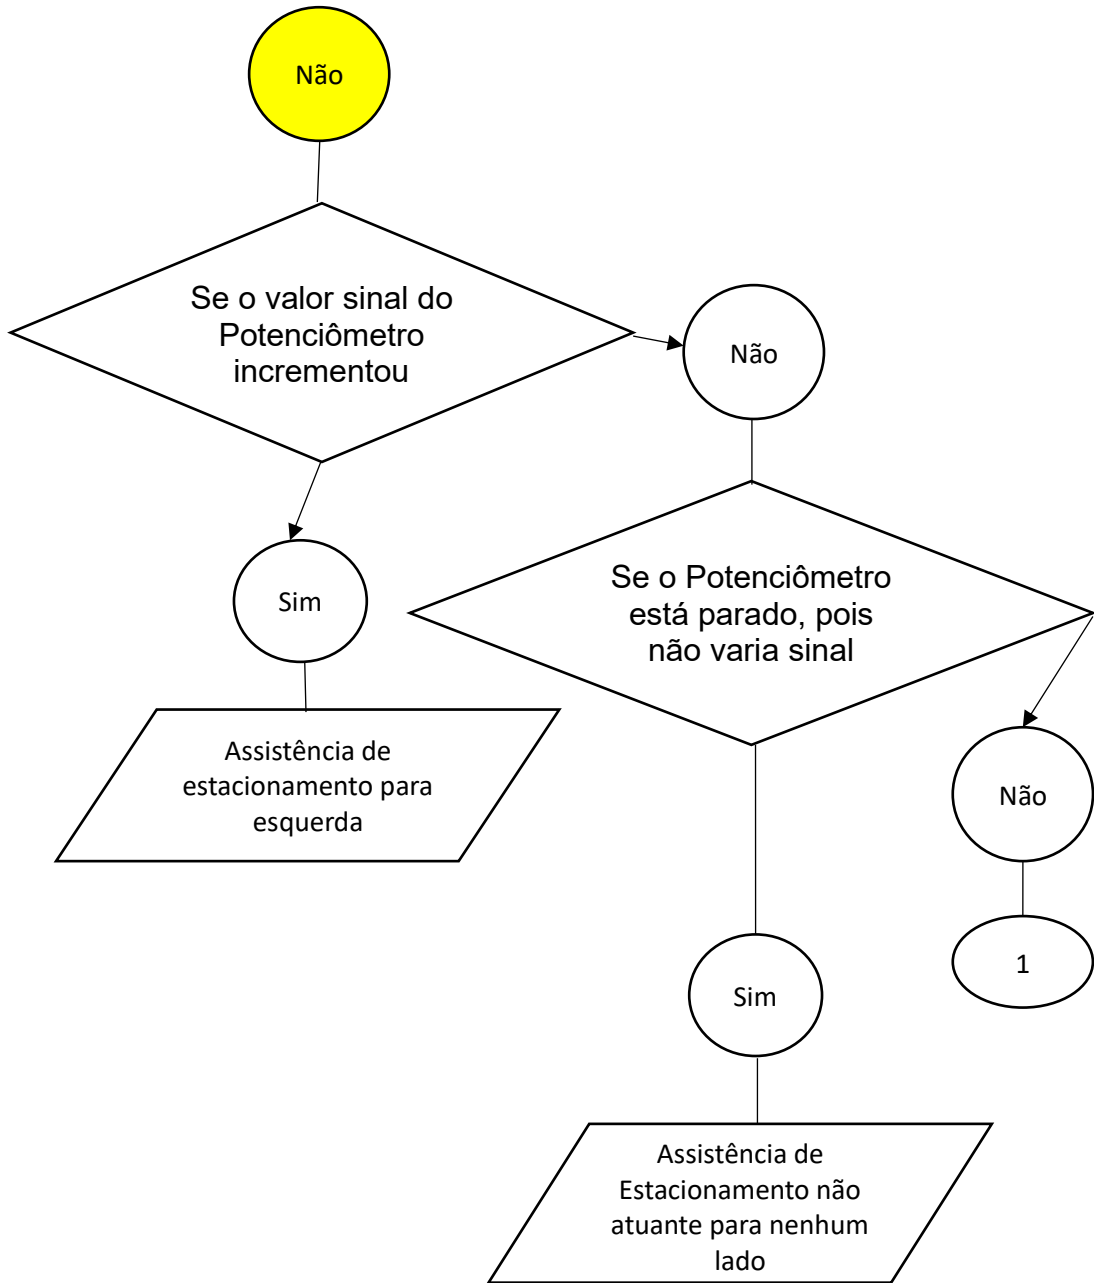 Não
Se o valor sinal do
Potenciômetro
incrementou
Não
Sim
Se o Potenciômetro
está parado, pois
não varia sinal
Assistência de
estacionamento para
esquerda
Não
1
Sim
Assistência de
Estacionamento não
atuante para nenhum
lado